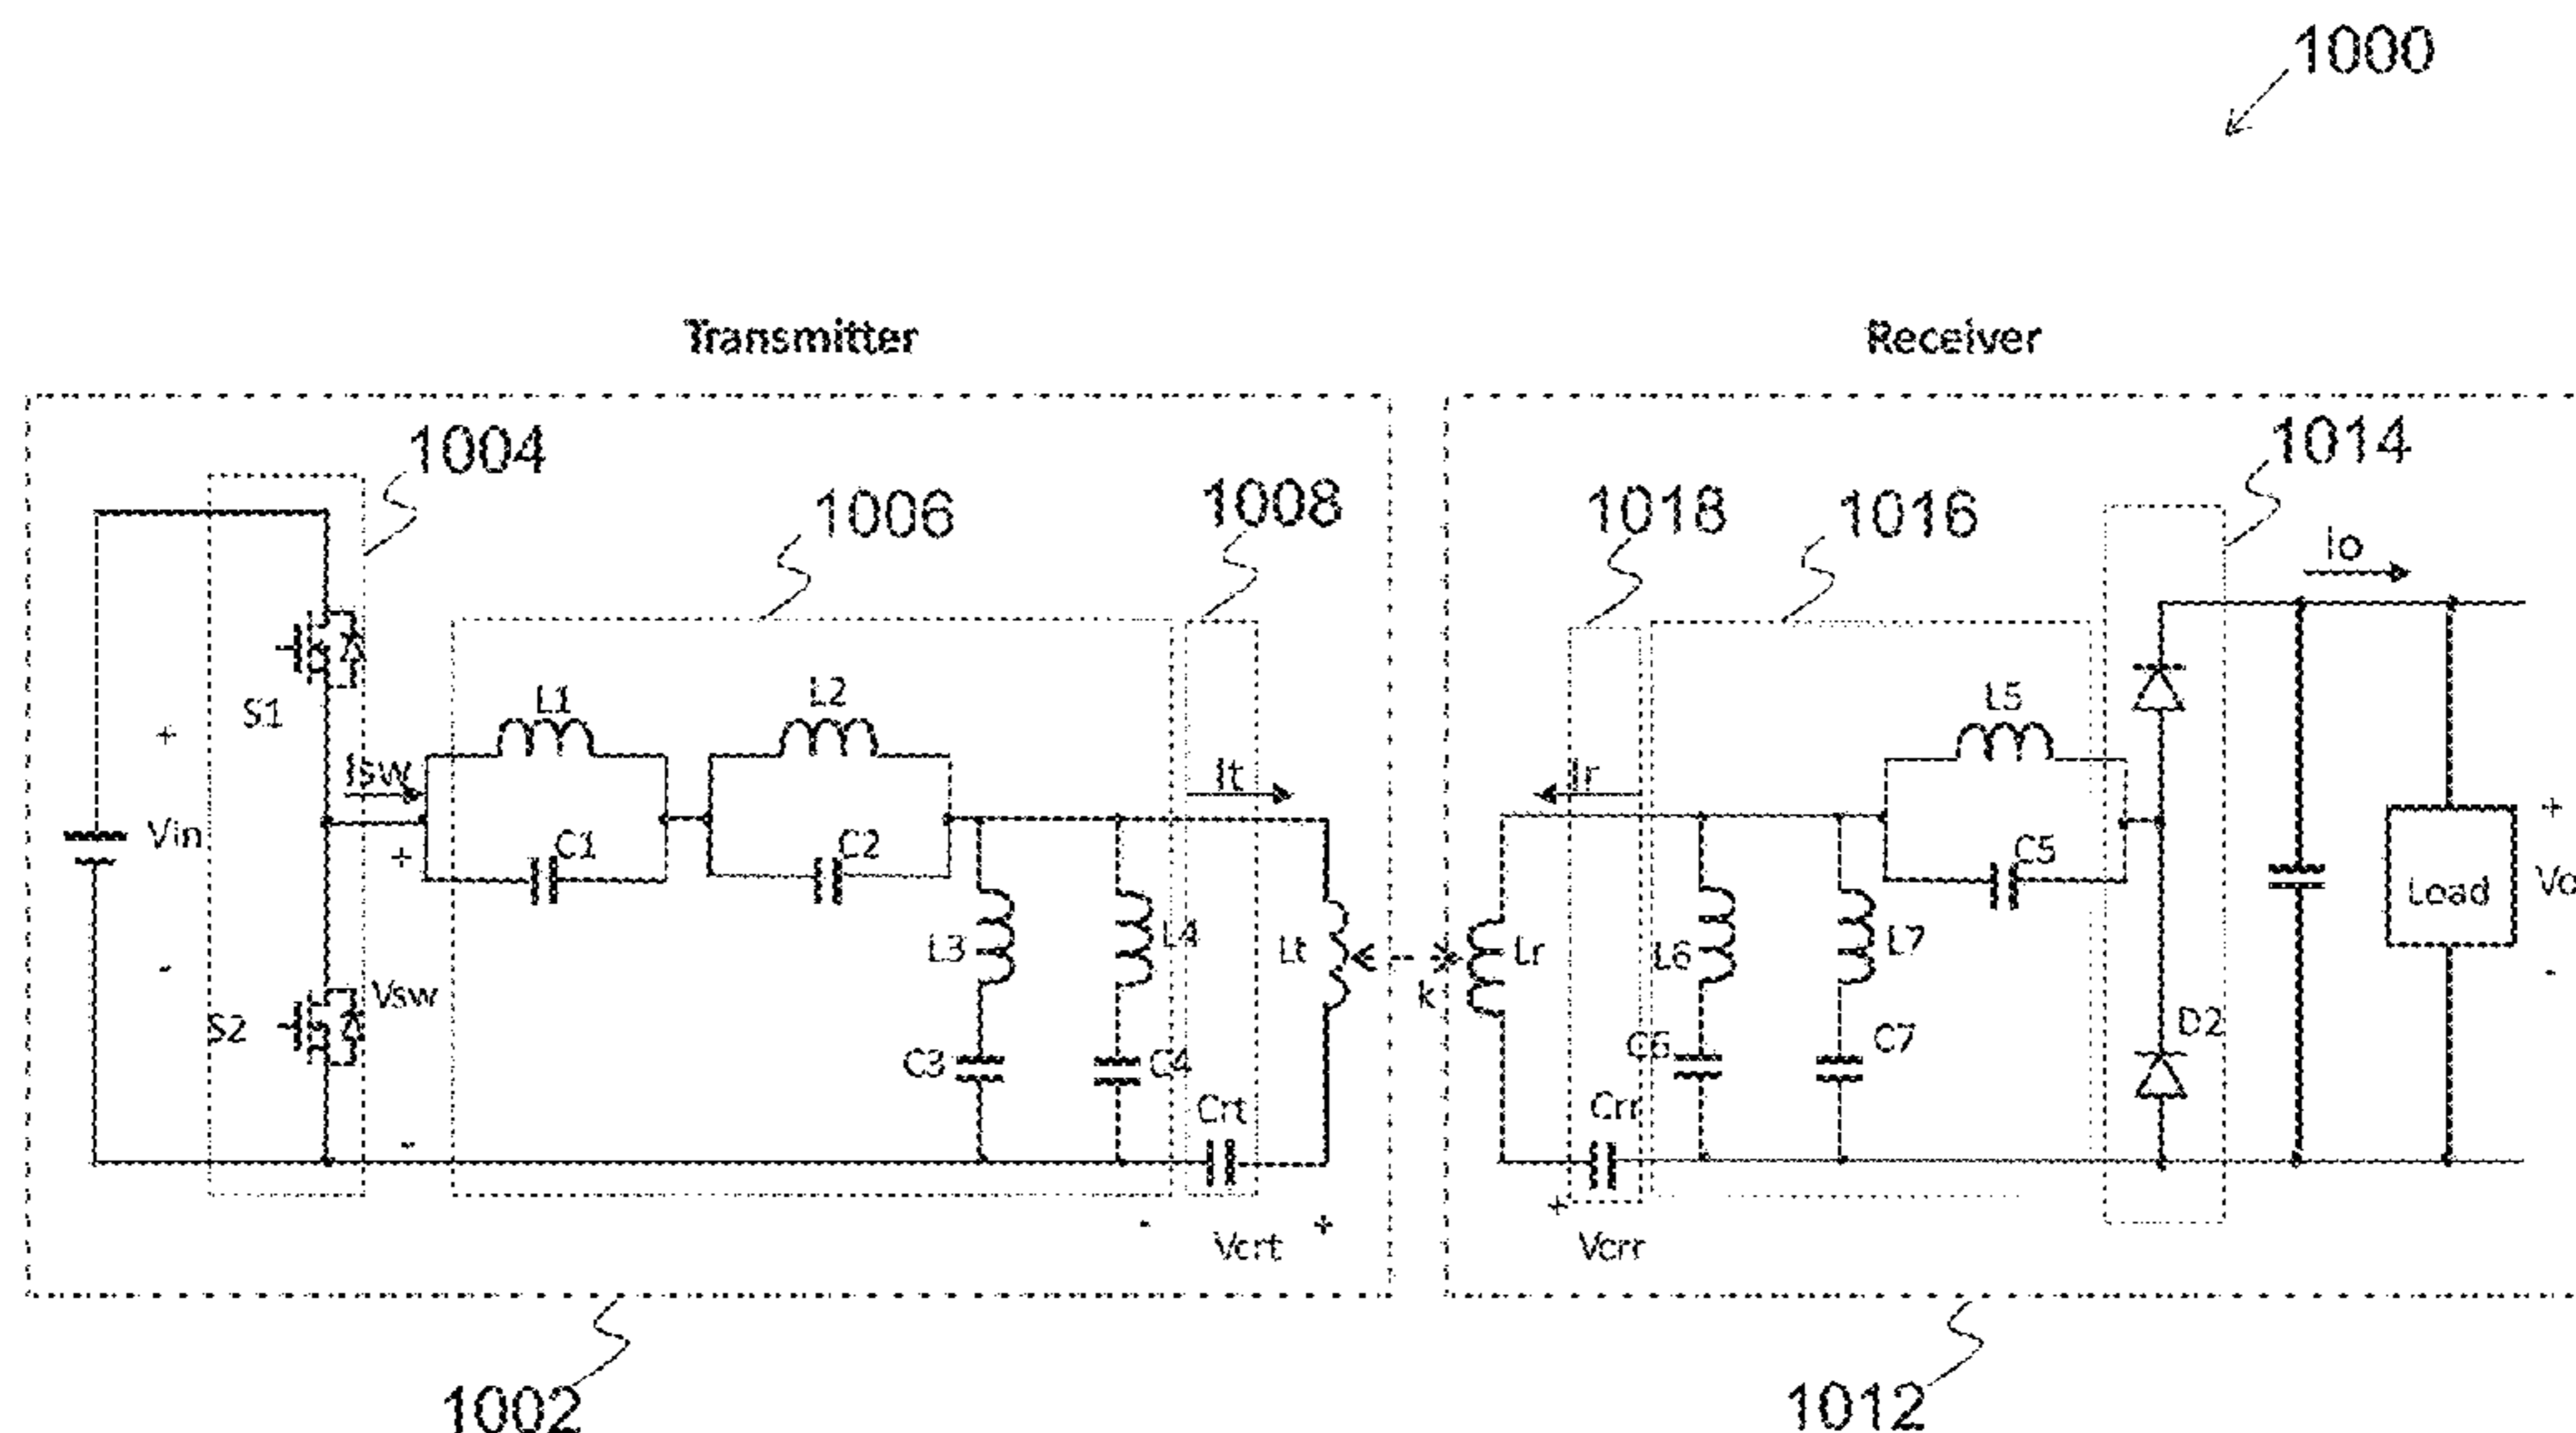 1000
Transmitter
Receiver
1004
1006
1008
1018
1016
1014
Io
S1
L1
L2
L5
Isw
It
Ir
+
Vin
-
+
C1
C2
C5
Load
+
Vo
-
L3
L4
Lt
k
Lr
L6
L7
S2
Vsw
-
C3
C4
Crt
Crr
C6
C7
D2
-
Vcrt
+
+
Vcrr
1002
1012